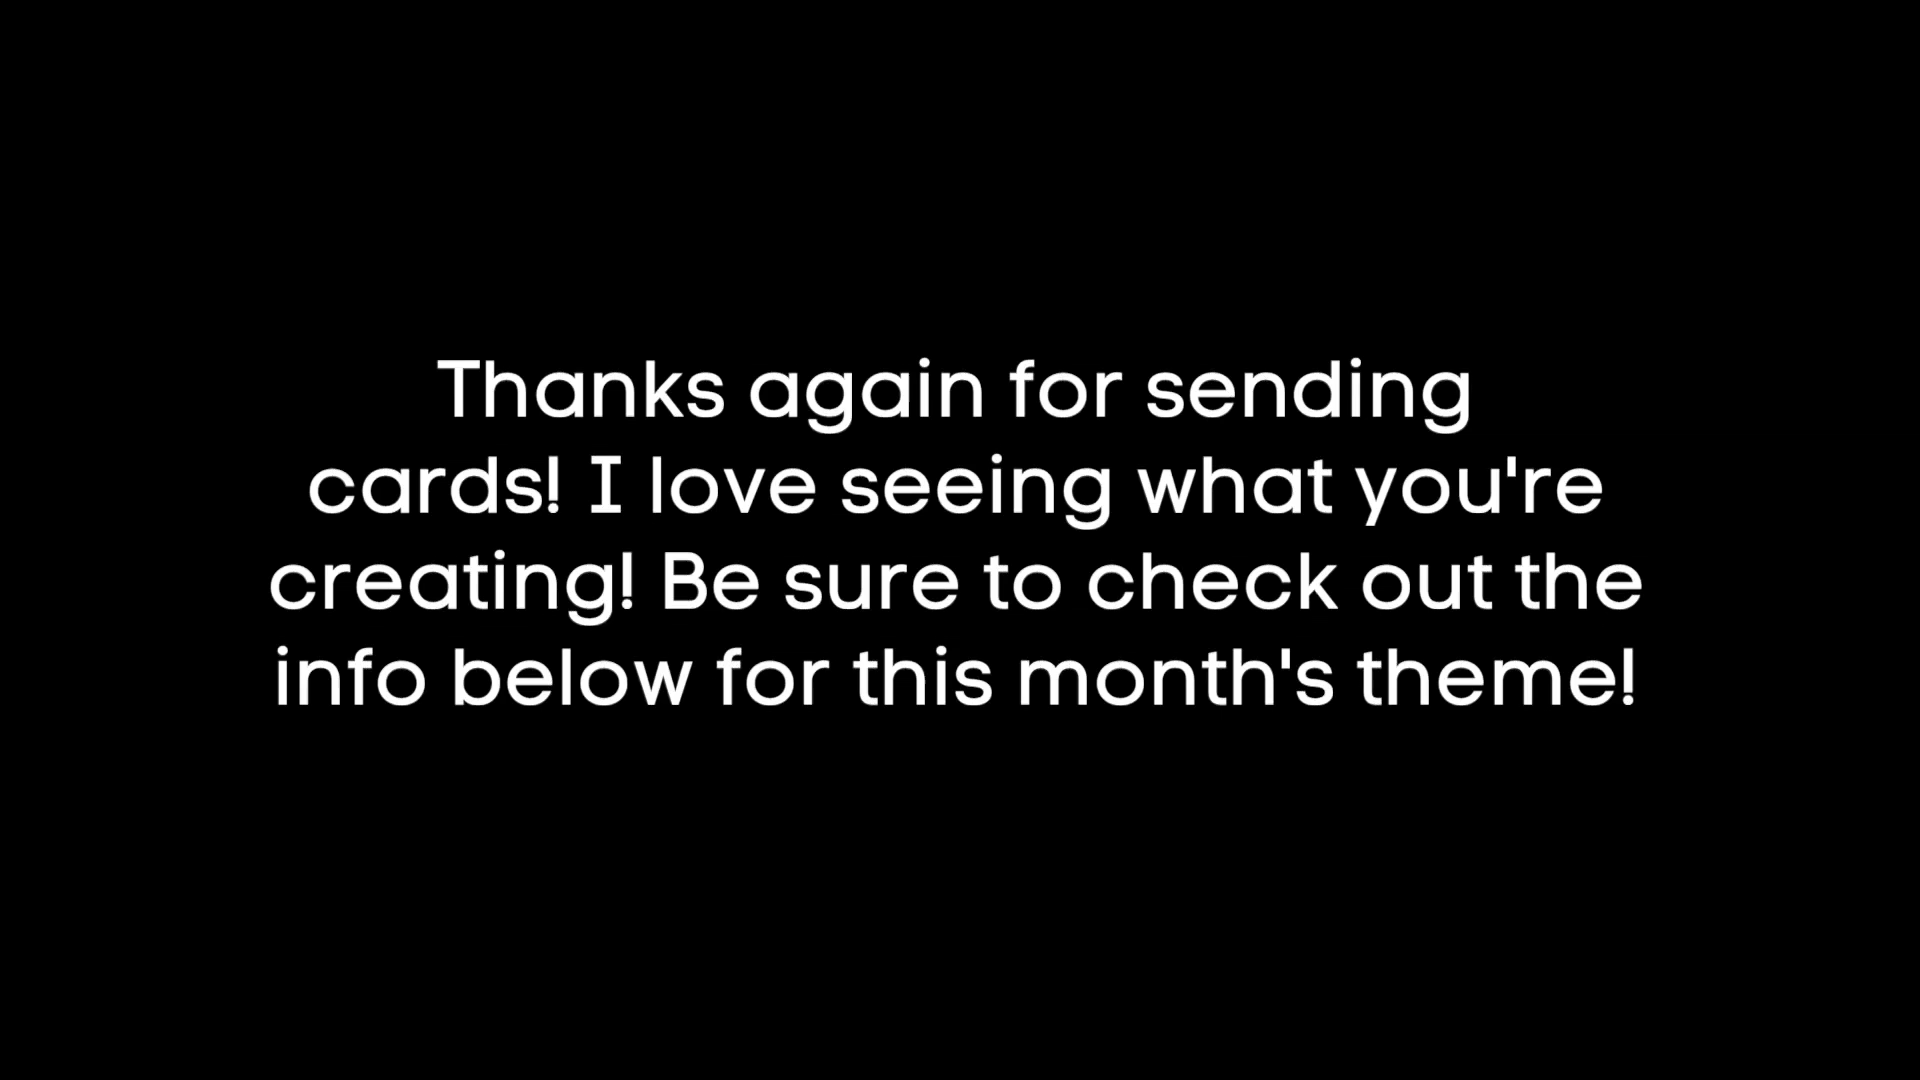 Thanks again for sending
cards! I love seeing what you're
creating! Be sure to check out the
info below for this month's theme!